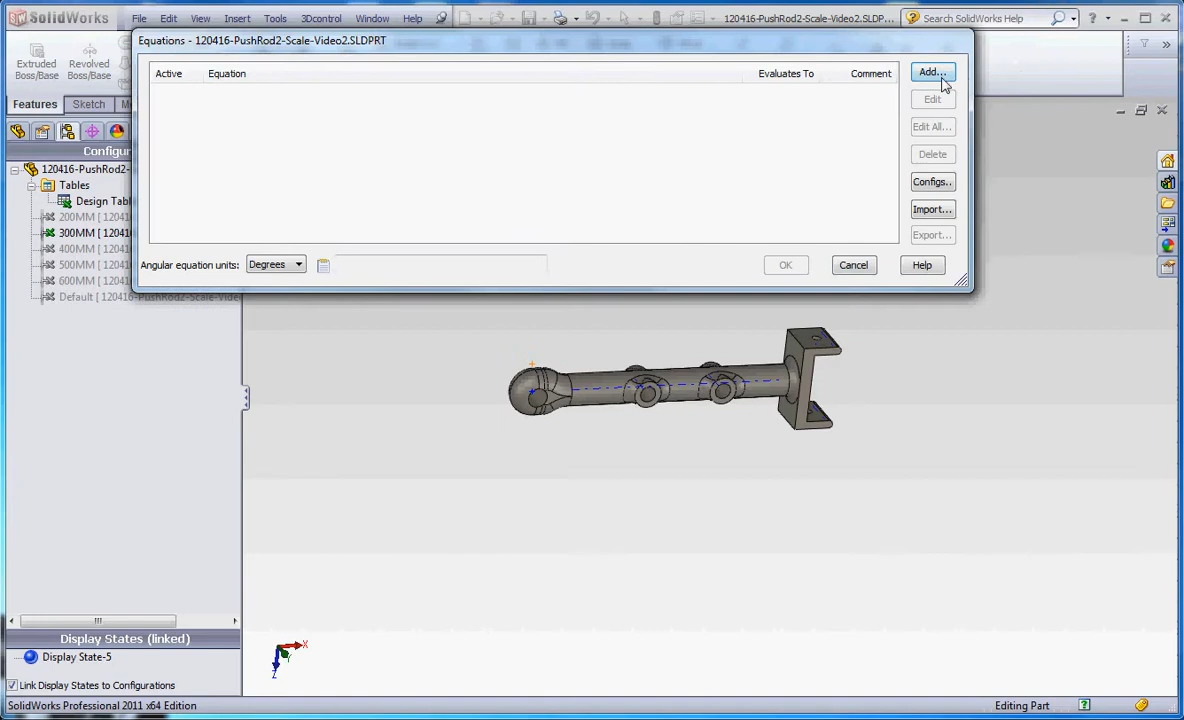 SolidWorks
File
Edit
View
Insert
Tools
3Dcontrol
Window
Help
120416-PushRod2-Scale-Video2.SLDP...
Search SolidWorks Help
Extruded
Boss/Base
Revolved
Boss/Base
Features
Sketch
Equations - 120416-PushRod2-Scale-Video2.SLDPRT
Active
Equation
Evaluates To
Comment
Add...
Edit
Edit All...
Delete
Configs..
Import...
Export...
Angular equation units:
Degrees
OK
Cancel
Help
120416-PushRod2-
Tables
Design Tab
200MM [ 12041
300MM [ 12041
400MM [ 12041
500MM [ 12041
600MM [ 12041
Default [ 120416-PushRod2-Scale-Vide
Display States (linked)
Display State-5
Link Display States to Configurations
X
Y
Z
SolidWorks Professional 2011 x64 Edition
Editing Part